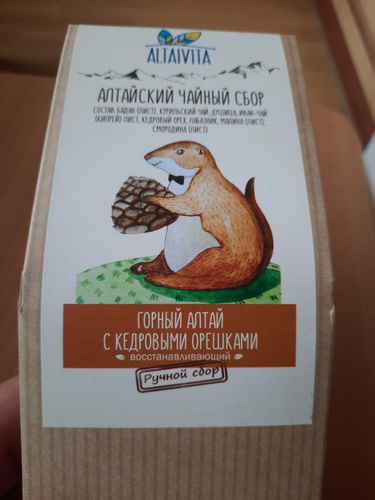 ALTAIVITA
АЛТАЙСКИЙ ЧАЙНЫЙ СБОР
СОСТАВ: БАДАН (ЛИСТ), КУРИЛЬСКИЙ ЧАЙ, ДУШИЦА, ИВАН-ЧАЙ
(КИПРЕЙ) ЛИСТ, КЕДРОВЫЙ ОРЕХ, ЛАБАЗНИК, МАЛИНА (ЛИСТ),
СМОРОДИНА (ЛИСТ).
ГОРНЫЙ АЛТАЙ
С КЕДРОВЫМИ ОРЕШКАМИ
восстанавливающий
Ручной сбор